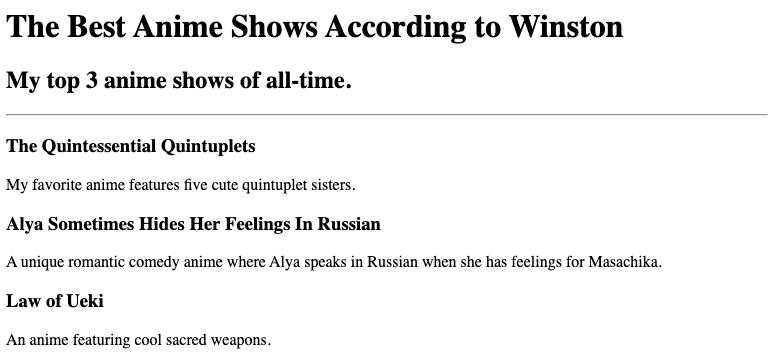 The Best Anime Shows According to Winston
My top 3 anime shows of all-time.
The Quintessential Quintuplets
My favorite anime features five cute quintuplet sisters.
Alya Sometimes Hides Her Feelings In Russian
A unique romantic comedy anime where Alya speaks in Russian when she has feelings for Masachika.
Law of Ueki
An anime featuring cool sacred weapons.